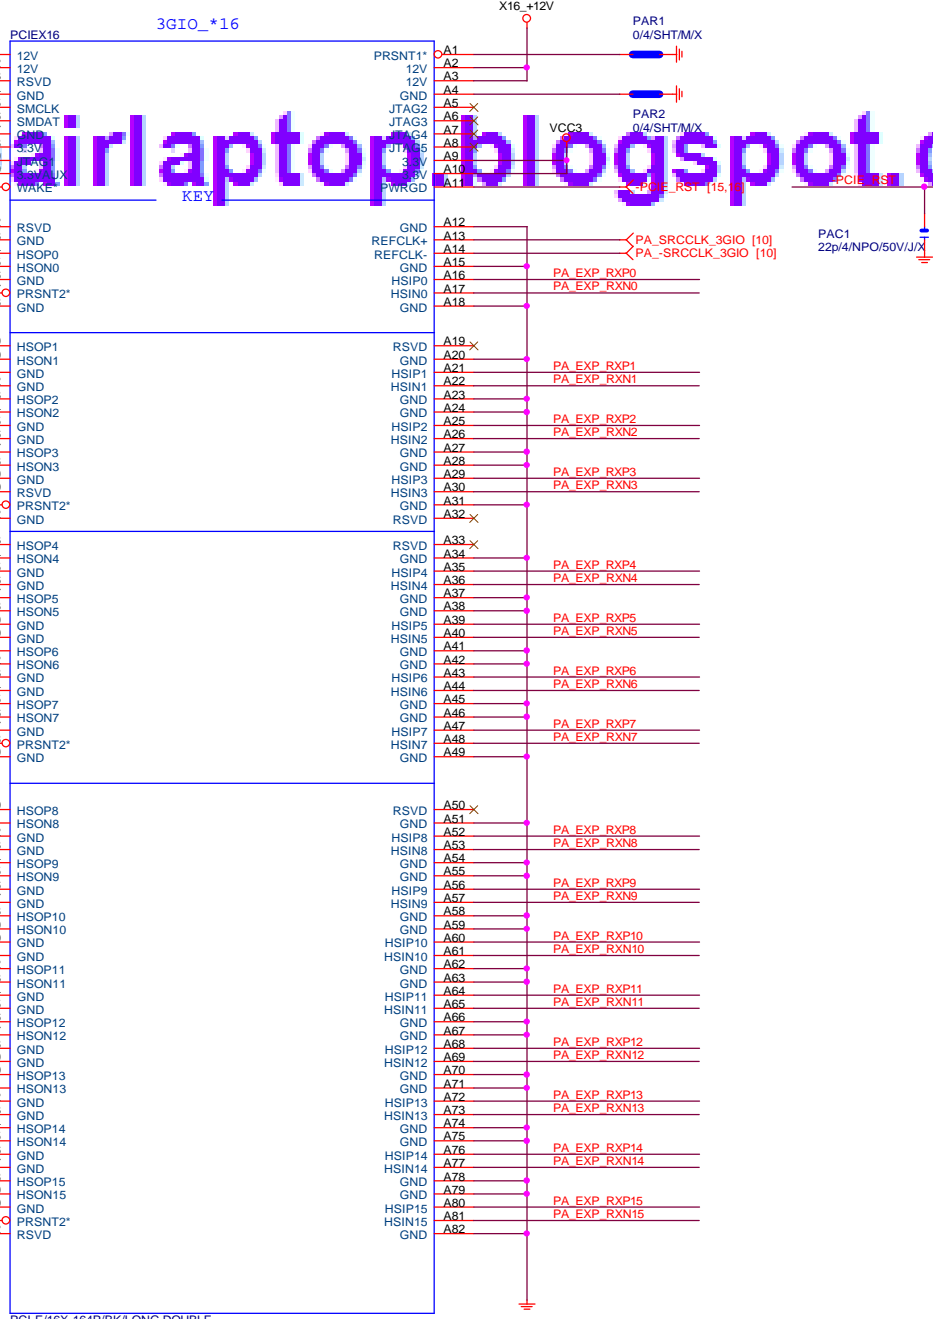 X16_+12V
3GIO_*16
PAR1
PCIEX16
0/4/SHT/M/X
12V PRSNT1* A1
12V 12V A2
RSVD 12V A3
GND GND A4
SMCLK JTAG2 A5
SMDAT JTAG3 A6 PAR2
GND JTAG4 A7 VCC3 0/4/SHT/M/X
3.3V JTAG5 A8
JTAG1 3.3V A9
3.3VAUX 3.3V A10
WAKE* PWRGD A11 -PCIE_RST
airlaptop.blogspot.
KEY
RSVD GND A12
GND REFCLK+ A13 PA_SRCCLK_3GIO [10] PAC1
HSOP0 REFCLK- A14 PA_-SRCCLK_3GIO [10] 22p/4/NPO/50V/J/X
HSON0 GND A15
GND HSIP0 A16 PA_EXP_RXP0
PRSNT2* HSIN0 A17 PA_EXP_RXN0
GND GND A18
HSOP1 RSVD A19
HSON1 GND A20
GND HSIP1 A21 PA_EXP_RXP1
GND HSIN1 A22 PA_EXP_RXN1
HSOP2 GND A23
HSON2 GND A24
GND HSIP2 A25 PA_EXP_RXP2
GND HSIN2 A26 PA_EXP_RXN2
HSOP3 GND A27
HSON3 GND A28
GND HSIP3 A29 PA_EXP_RXP3
RSVD HSIN3 A30 PA_EXP_RXN3
PRSNT2* GND A31
GND RSVD A32
HSOP4 RSVD A33
HSON4 GND A34
GND HSIP4 A35 PA_EXP_RXP4
GND HSIN4 A36 PA_EXP_RXN4
HSOP5 GND A37
HSON5 GND A38
GND HSIP5 A39 PA_EXP_RXP5
GND HSIN5 A40 PA_EXP_RXN5
HSOP6 GND A41
HSON6 GND A42
GND HSIP6 A43 PA_EXP_RXP6
GND HSIN6 A44 PA_EXP_RXN6
HSOP7 GND A45
HSON7 GND A46
GND HSIP7 A47 PA_EXP_RXP7
PRSNT2* HSIN7 A48 PA_EXP_RXN7
GND GND A49
HSOP8 RSVD A50
HSON8 GND A51
GND HSIP8 A52 PA_EXP_RXP8
GND HSIN8 A53 PA_EXP_RXN8
HSOP9 GND A54
HSON9 GND A55
GND HSIP9 A56 PA_EXP_RXP9
GND HSIN9 A57 PA_EXP_RXN9
HSOP10 GND A58
HSON10 GND A59
GND HSIP10 A60 PA_EXP_RXP10
GND HSIN10 A61 PA_EXP_RXN10
HSOP11 GND A62
HSON11 GND A63
GND HSIP11 A64 PA_EXP_RXP11
GND HSIN11 A65 PA_EXP_RXN11
HSOP12 GND A66
HSON12 GND A67
GND HSIP12 A68 PA_EXP_RXP12
GND HSIN12 A69 PA_EXP_RXN12
HSOP13 GND A70
HSON13 GND A71
GND HSIP13 A72 PA_EXP_RXP13
GND HSIN13 A73 PA_EXP_RXN13
HSOP14 GND A74
HSON14 GND A75
GND HSIP14 A76 PA_EXP_RXP14
GND HSIN14 A77 PA_EXP_RXN14
HSOP15 GND A78
HSON15 GND A79
GND HSIP15 A80 PA_EXP_RXP15
PRSNT2* HSIN15 A81 PA_EXP_RXN15
RSVD GND A82